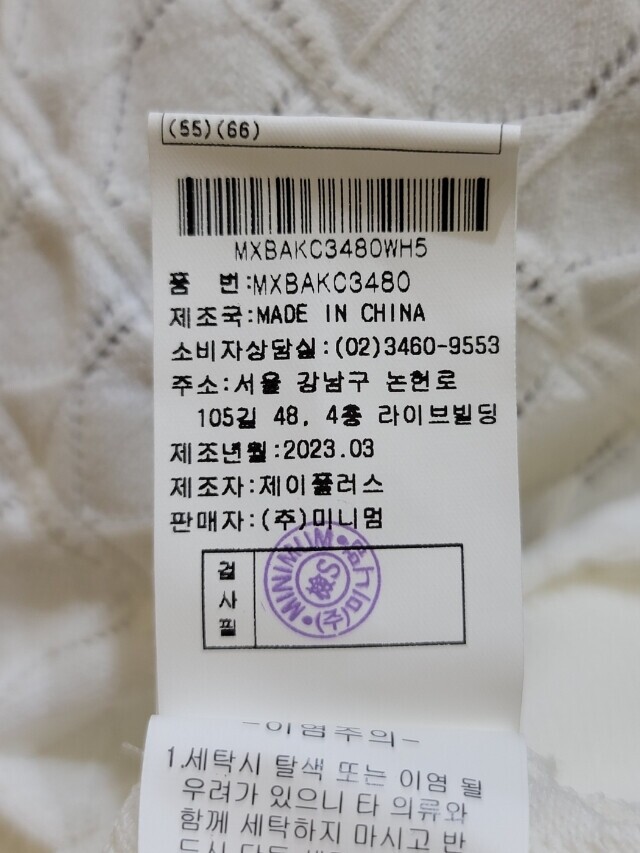 (55)(66)
MXBAKC3480WH5
품 번:MXBAKC3480
제조국:MADE IN CHINA
소비자상담실:(02)3460-9553
주소:서울 강남구 논현로
105길 48, 4층 라이브빌딩
제조년월:2023.03
제조자:제이플러스
판매자:(주)미니멈
검
사
필
MINIMUM • (주)미니멈 •
檢S
-이염주의-
1.세탁시 탈색 또는 이염 될
우려가 있으니 타 의류와
함께 세탁하지 마시고 반